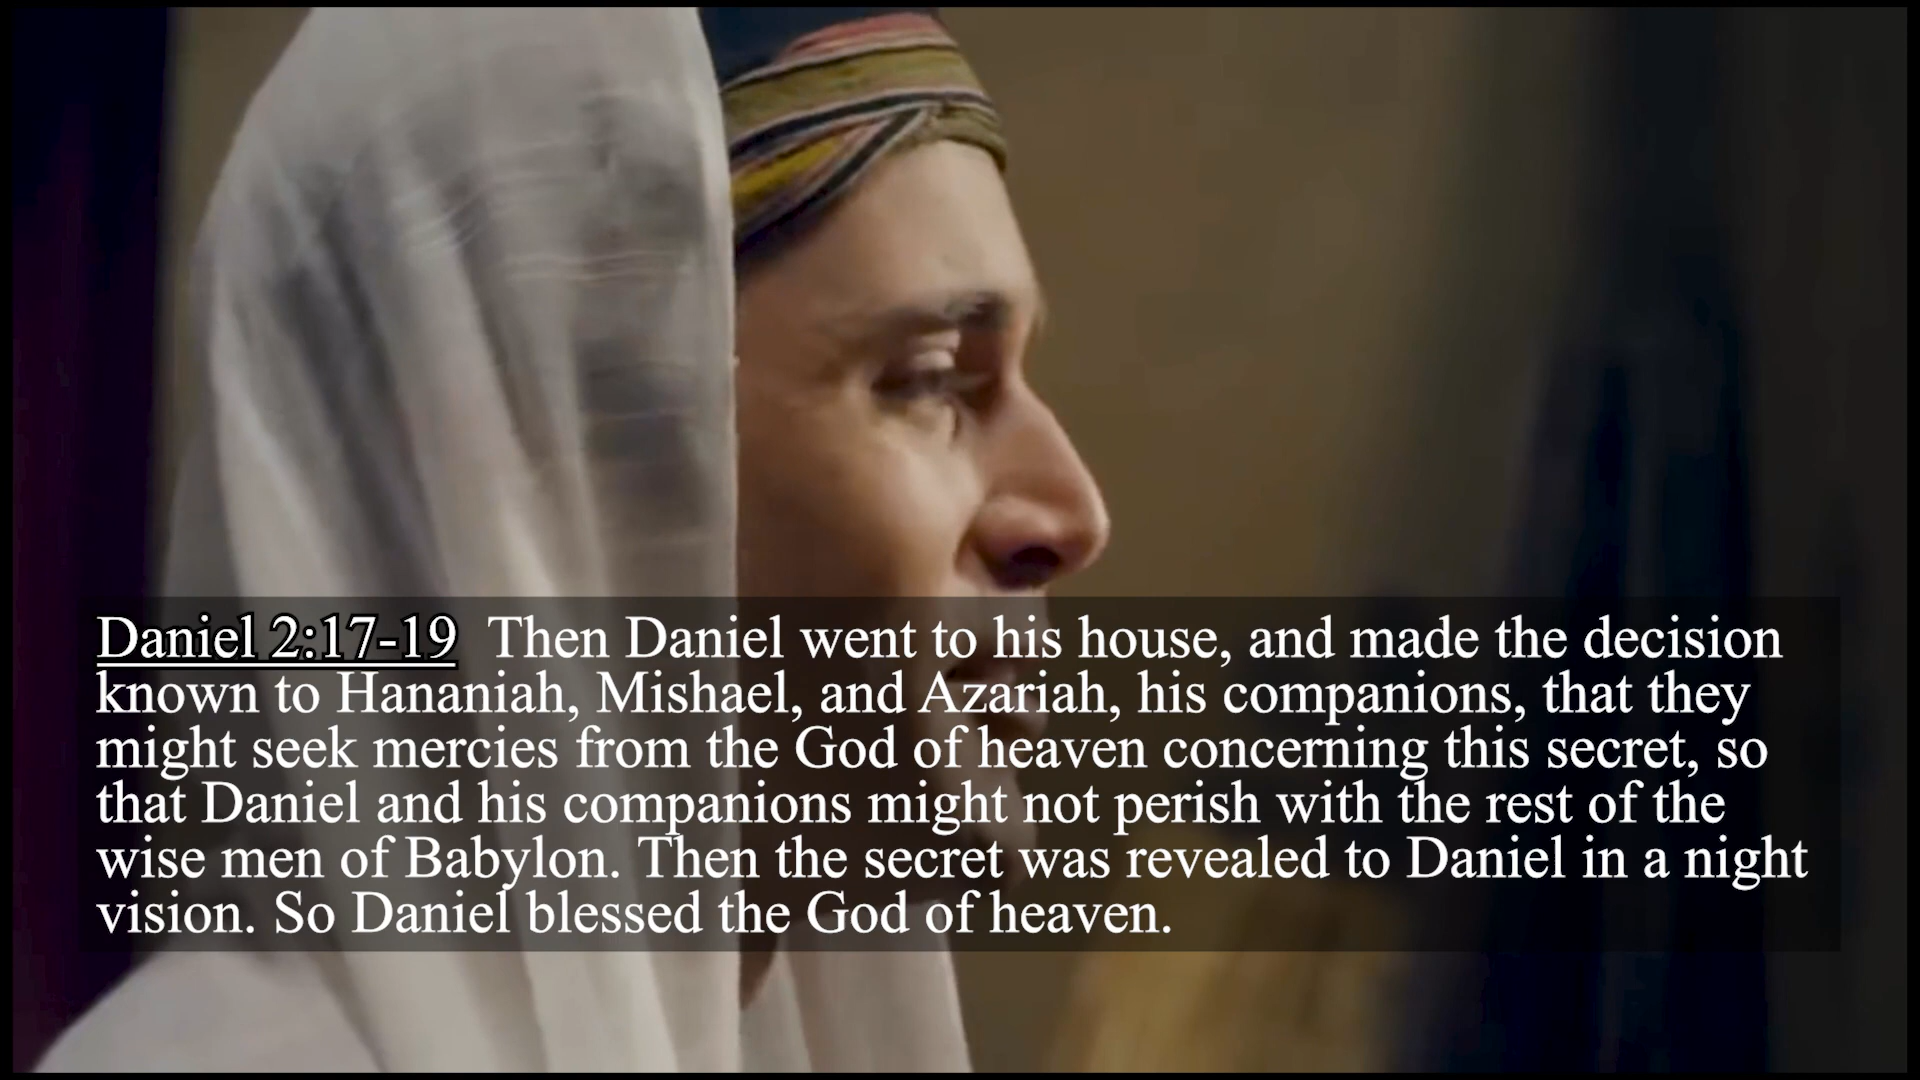 Daniel 2:17-19 Then Daniel went to his house, and made the decision
known to Hananiah, Mishael, and Azariah, his companions, that they
might seek mercies from the God of heaven concerning this secret, so
that Daniel and his companions might not perish with the rest of the
wise men of Babylon. Then the secret was revealed to Daniel in a night
vision. So Daniel blessed the God of heaven.